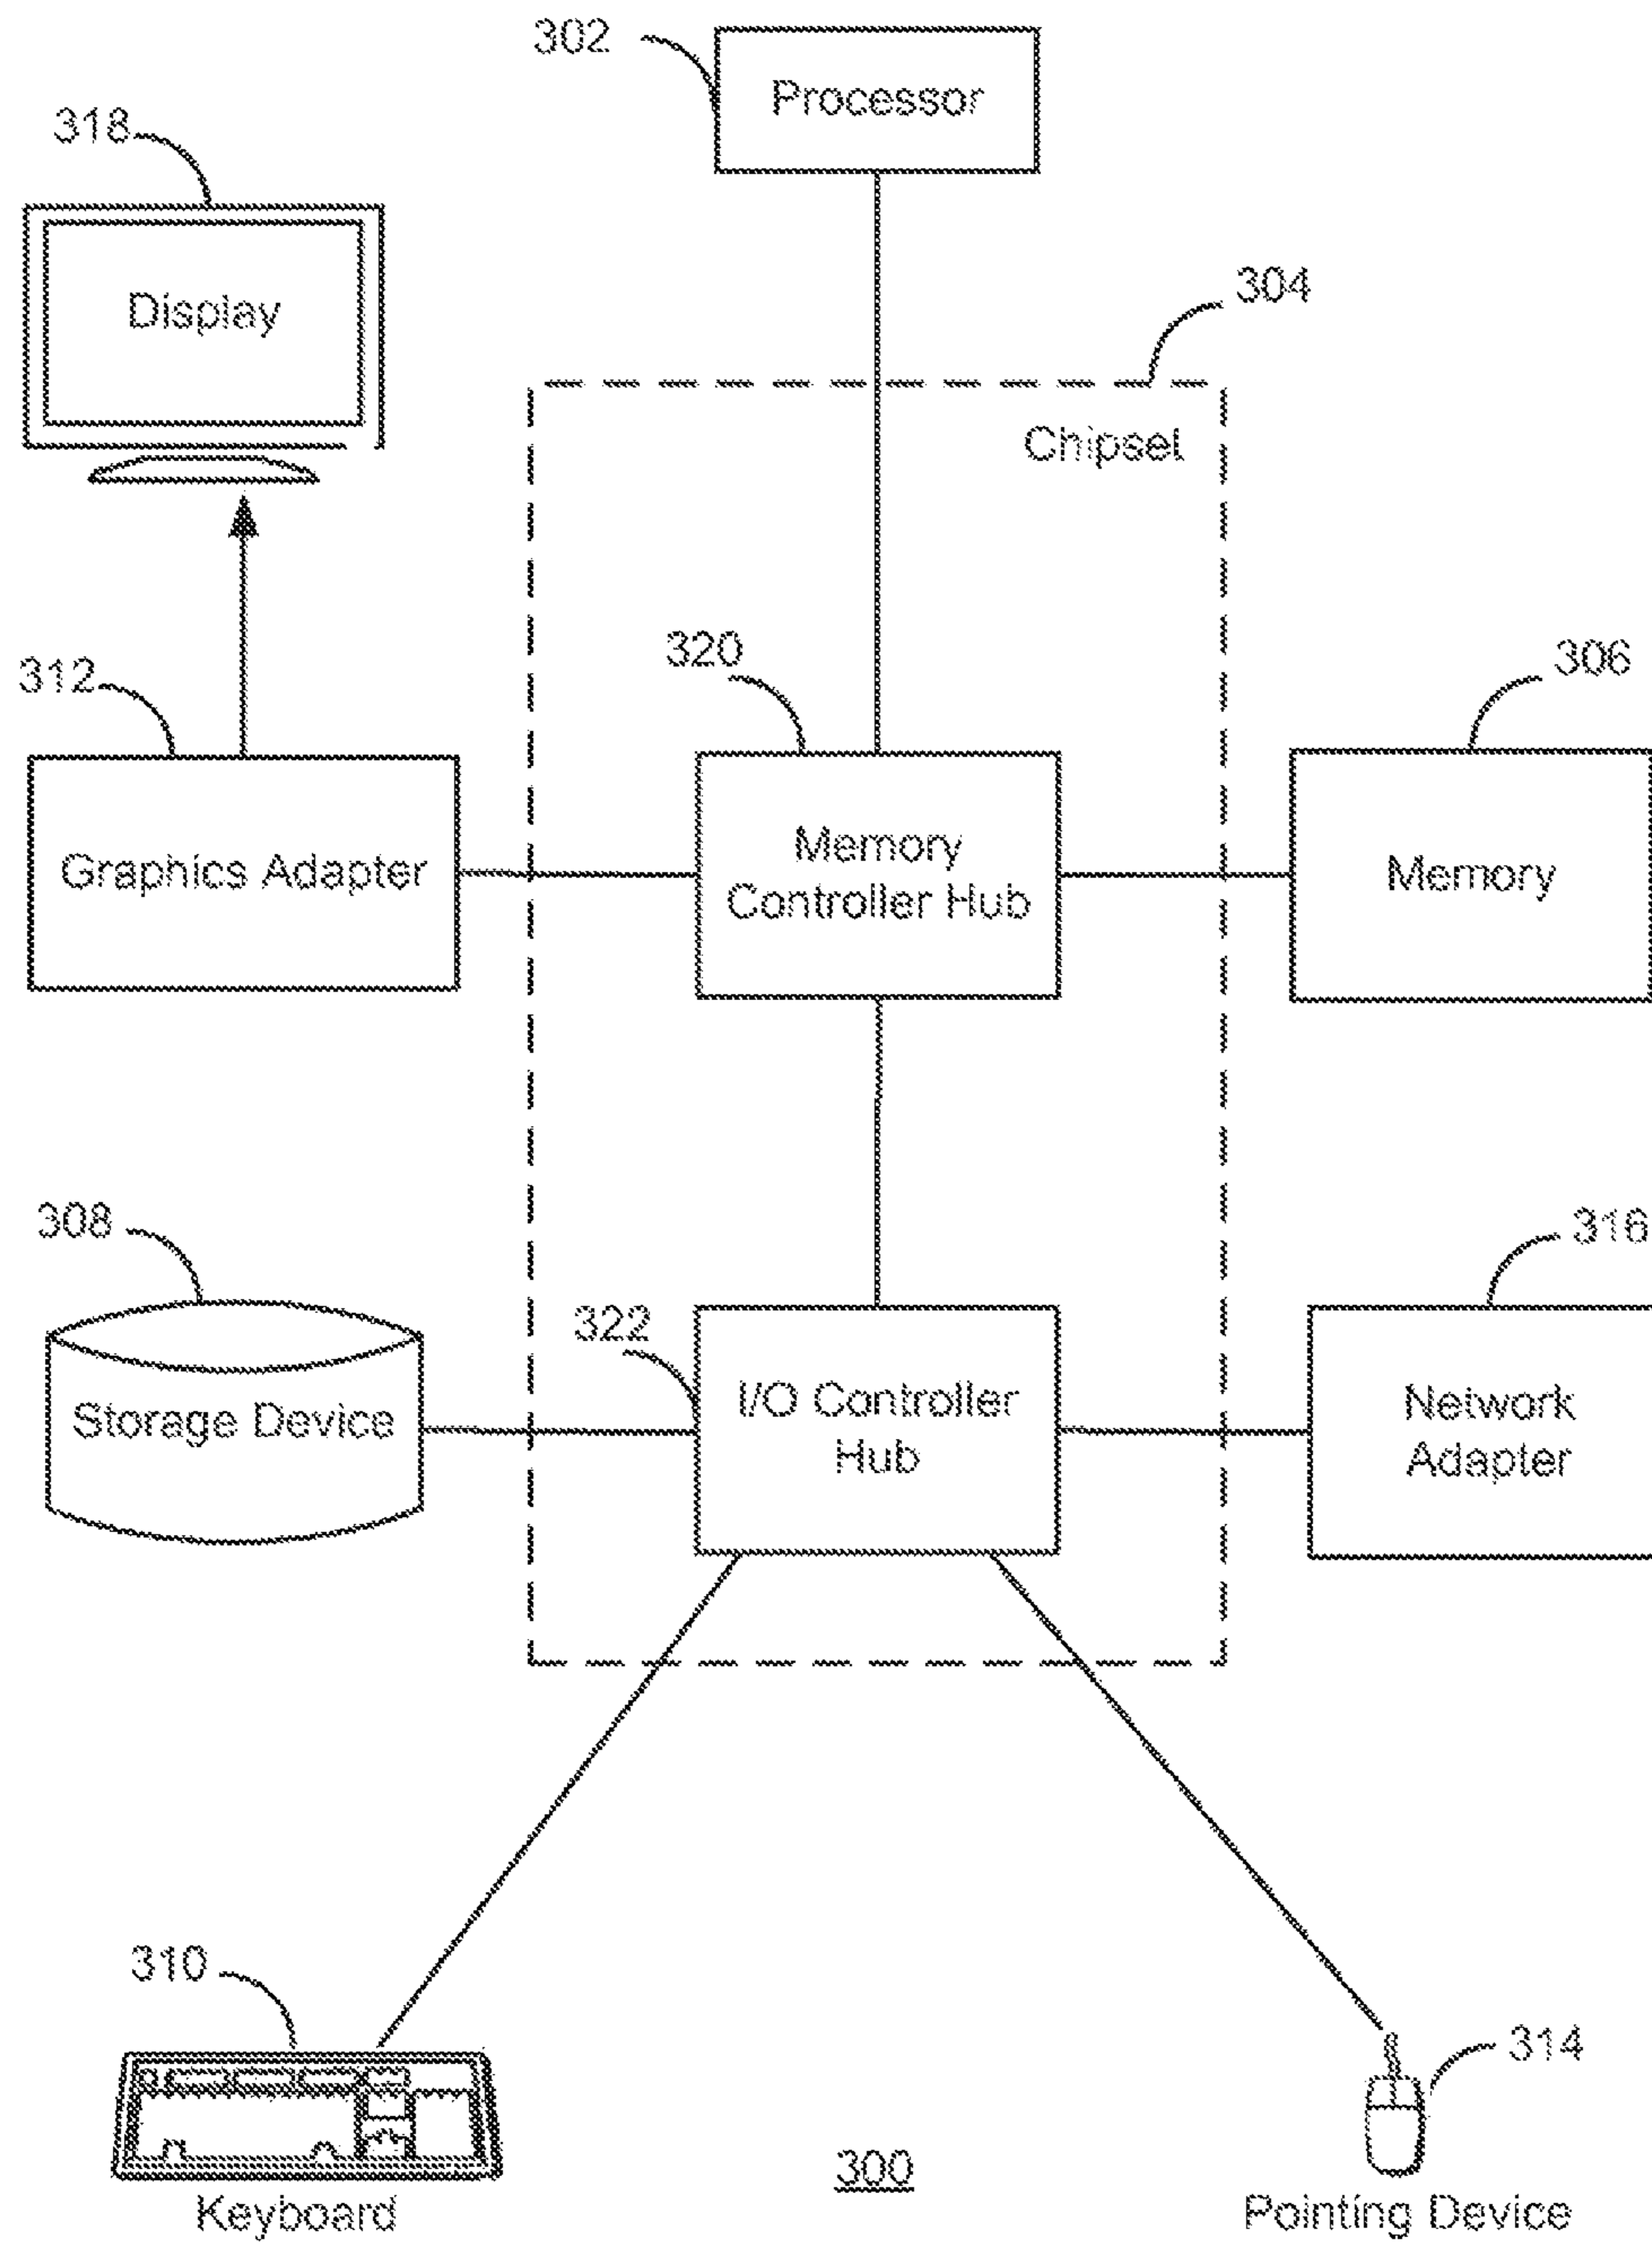 302
Processor
318
Display
304
Chipset
320
306
312
Graphics Adapter
Memory
Controller Hub
Memory
308
316
322
Storage Device
I/O Controller
Hub
Network
Adapter
310
314
300
Keyboard
Pointing Device